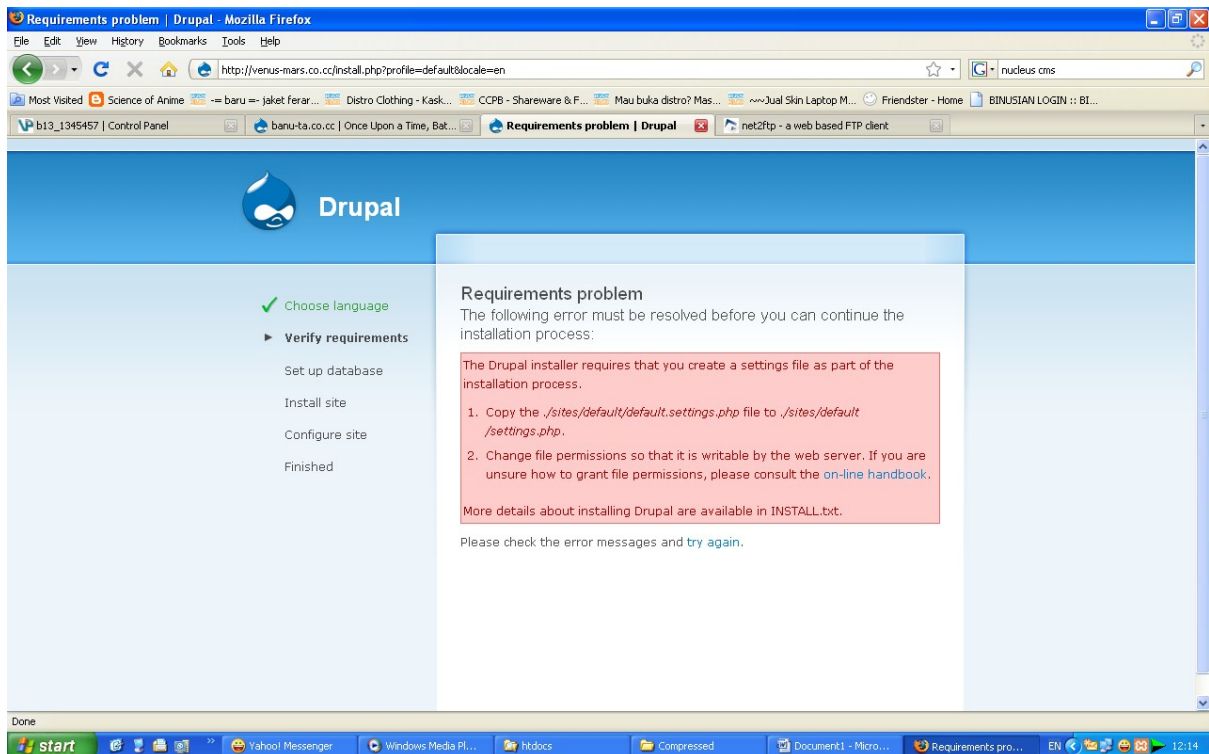 Requirements problem | Drupal - Mozilla Firefox
File Edit View History Bookmarks Tools Help
http://venus-mars.co.cc/install.php?profile=default&locale=en
nucleus cms
Most Visited Science of Anime -= baru =- jaket ferar... Distro Clothing - Kask... CCPB - Shareware & F... Mau buka distro? Mas... ~~Jual Skin Laptop M... Friendster - Home BINUSIAN LOGIN :: BI...
b13_1345457 | Control Panel banu-ta.co.cc | Once Upon a Time, Bat... Requirements problem | Drupal net2ftp - a web based FTP client
Drupal
Choose language
Verify requirements
Set up database
Install site
Configure site
Finished
Requirements problem
The following error must be resolved before you can continue the
installation process:
The Drupal installer requires that you create a settings file as part of the
installation process.
1. Copy the ./sites/default/default.settings.php file to ./sites/default
/settings.php.
2. Change file permissions so that it is writable by the web server. If you are
unsure how to grant file permissions, please consult the on-line handbook.
More details about installing Drupal are available in INSTALL.txt.
Please check the error messages and try again.
Done
start Yahoo! Messenger Windows Media Pl... htdocs Compressed Document1 - Micro... Requirements pro... EN 12:14